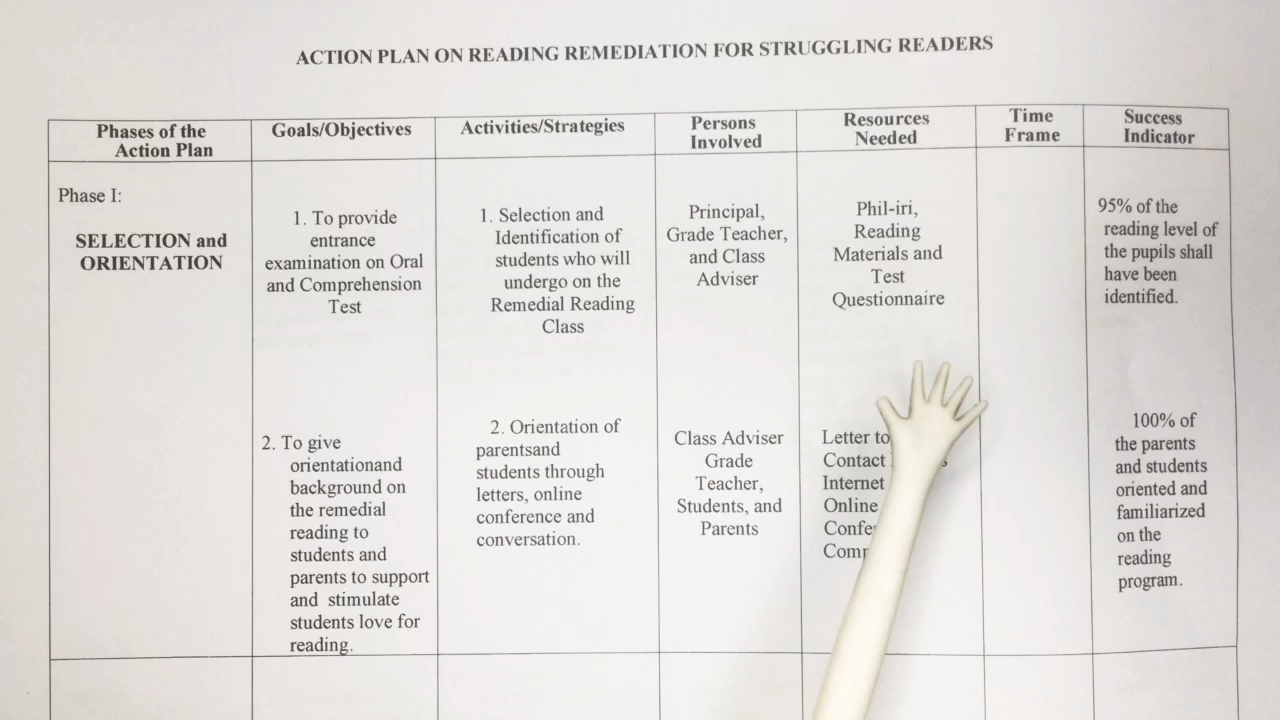 ACTION PLAN ON READING REMEDIATION FOR STRUGGLING READERS
Phases of the
Action Plan
Goals/Objectives
Activities/Strategies
Persons
Involved
Resources
Needed
Time
Frame
Success
Indicator
Phase I:
SELECTION and
ORIENTATION
1. To provide
entrance
examination on Oral
and Comprehension
Test
1. Selection and
Identification of
students who will
undergo on the
Remedial Reading
Class
Principal,
Grade Teacher,
and Class
Adviser
Phil-iri,
Reading
Materials and
Test
Questionnaire
95% of the
reading level of
the pupils shall
have been
identified.
2. To give
orientationand
background on
the remedial
reading to
students and
parents to support
and stimulate
students love for
reading.
2. Orientation of
parentsand
students through
letters, online
conference and
conversation.
Class Adviser
Grade
Teacher,
Students, and
Parents
Letter to
Contact
Internet
Online
100% of
the parents
and students
oriented and
familiarized
on the
reading
program.